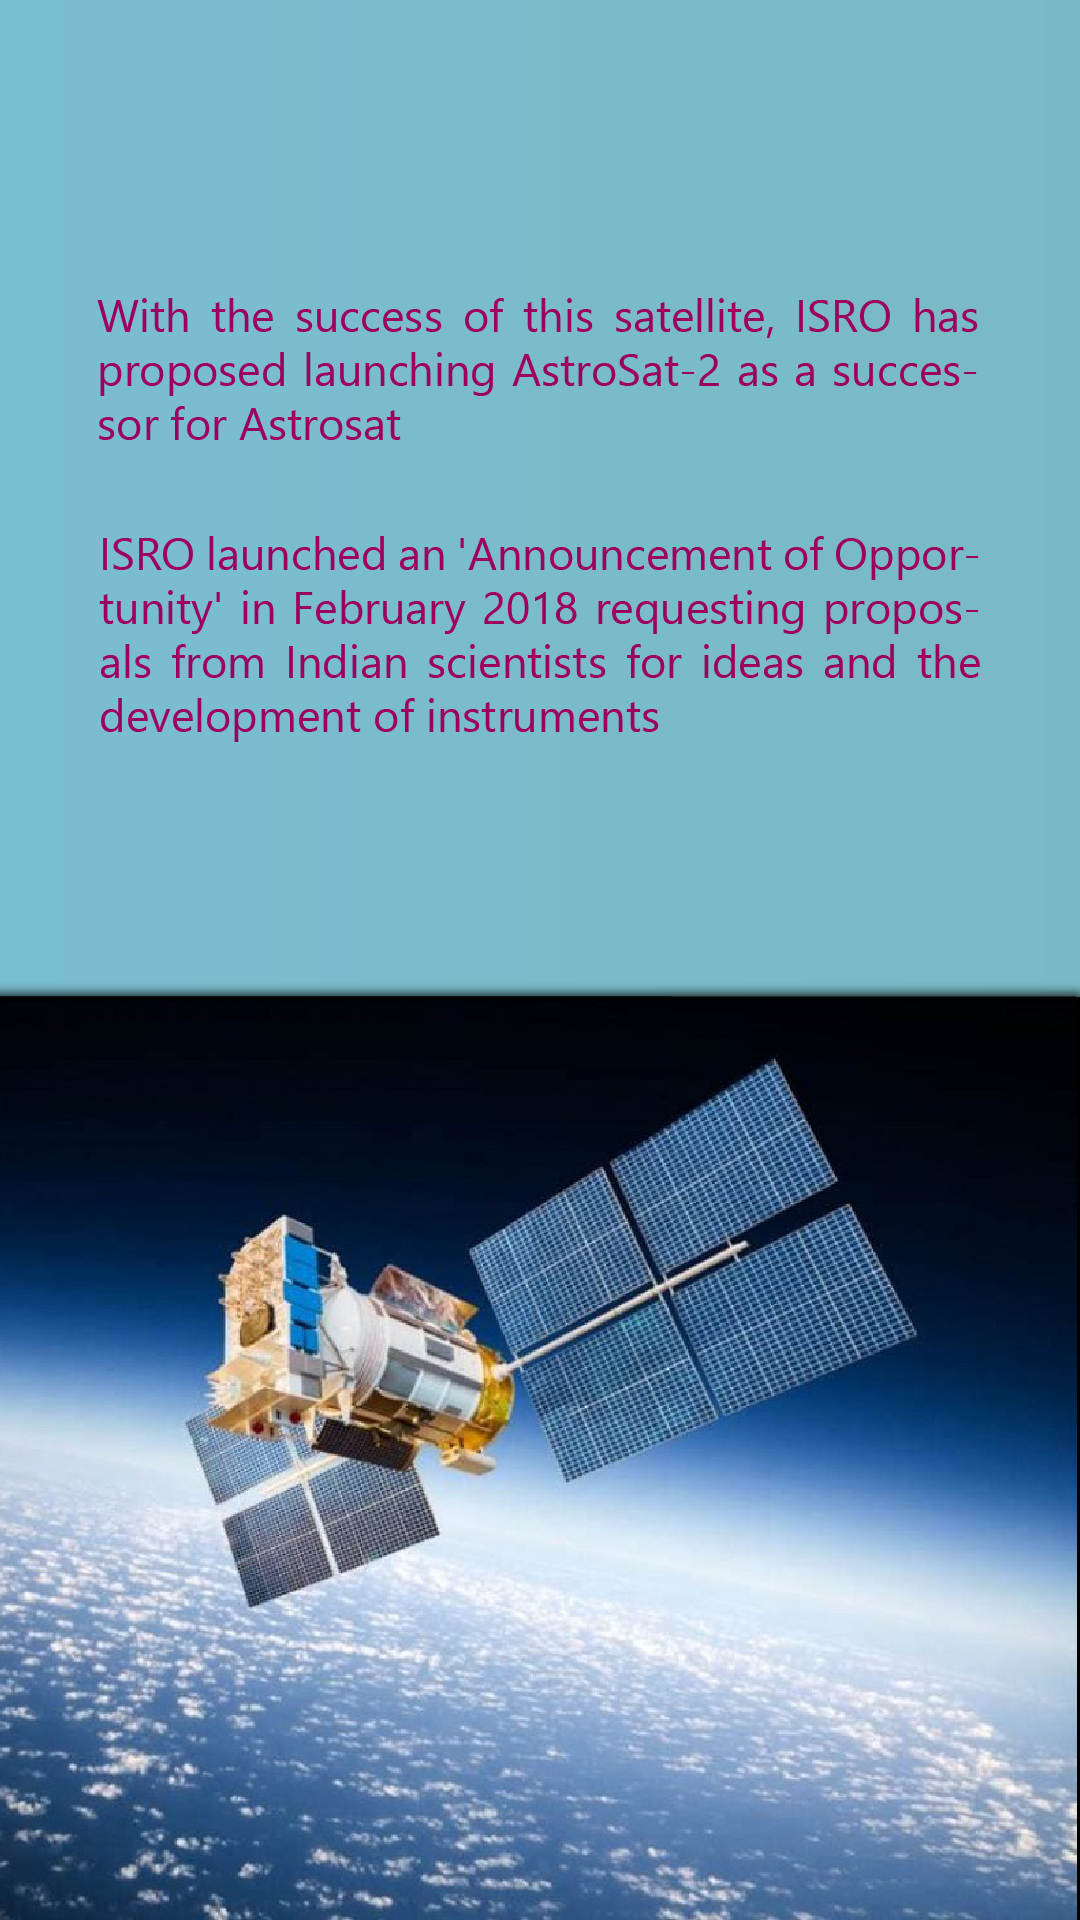 With the success of this satellite, ISRO has
proposed launching AstroSat-2 as a succes-
sor for Astrosat
ISRO launched an 'Announcement of Oppor-
tunity' in February 2018 requesting propos-
als from Indian scientists for ideas and the
development of instruments